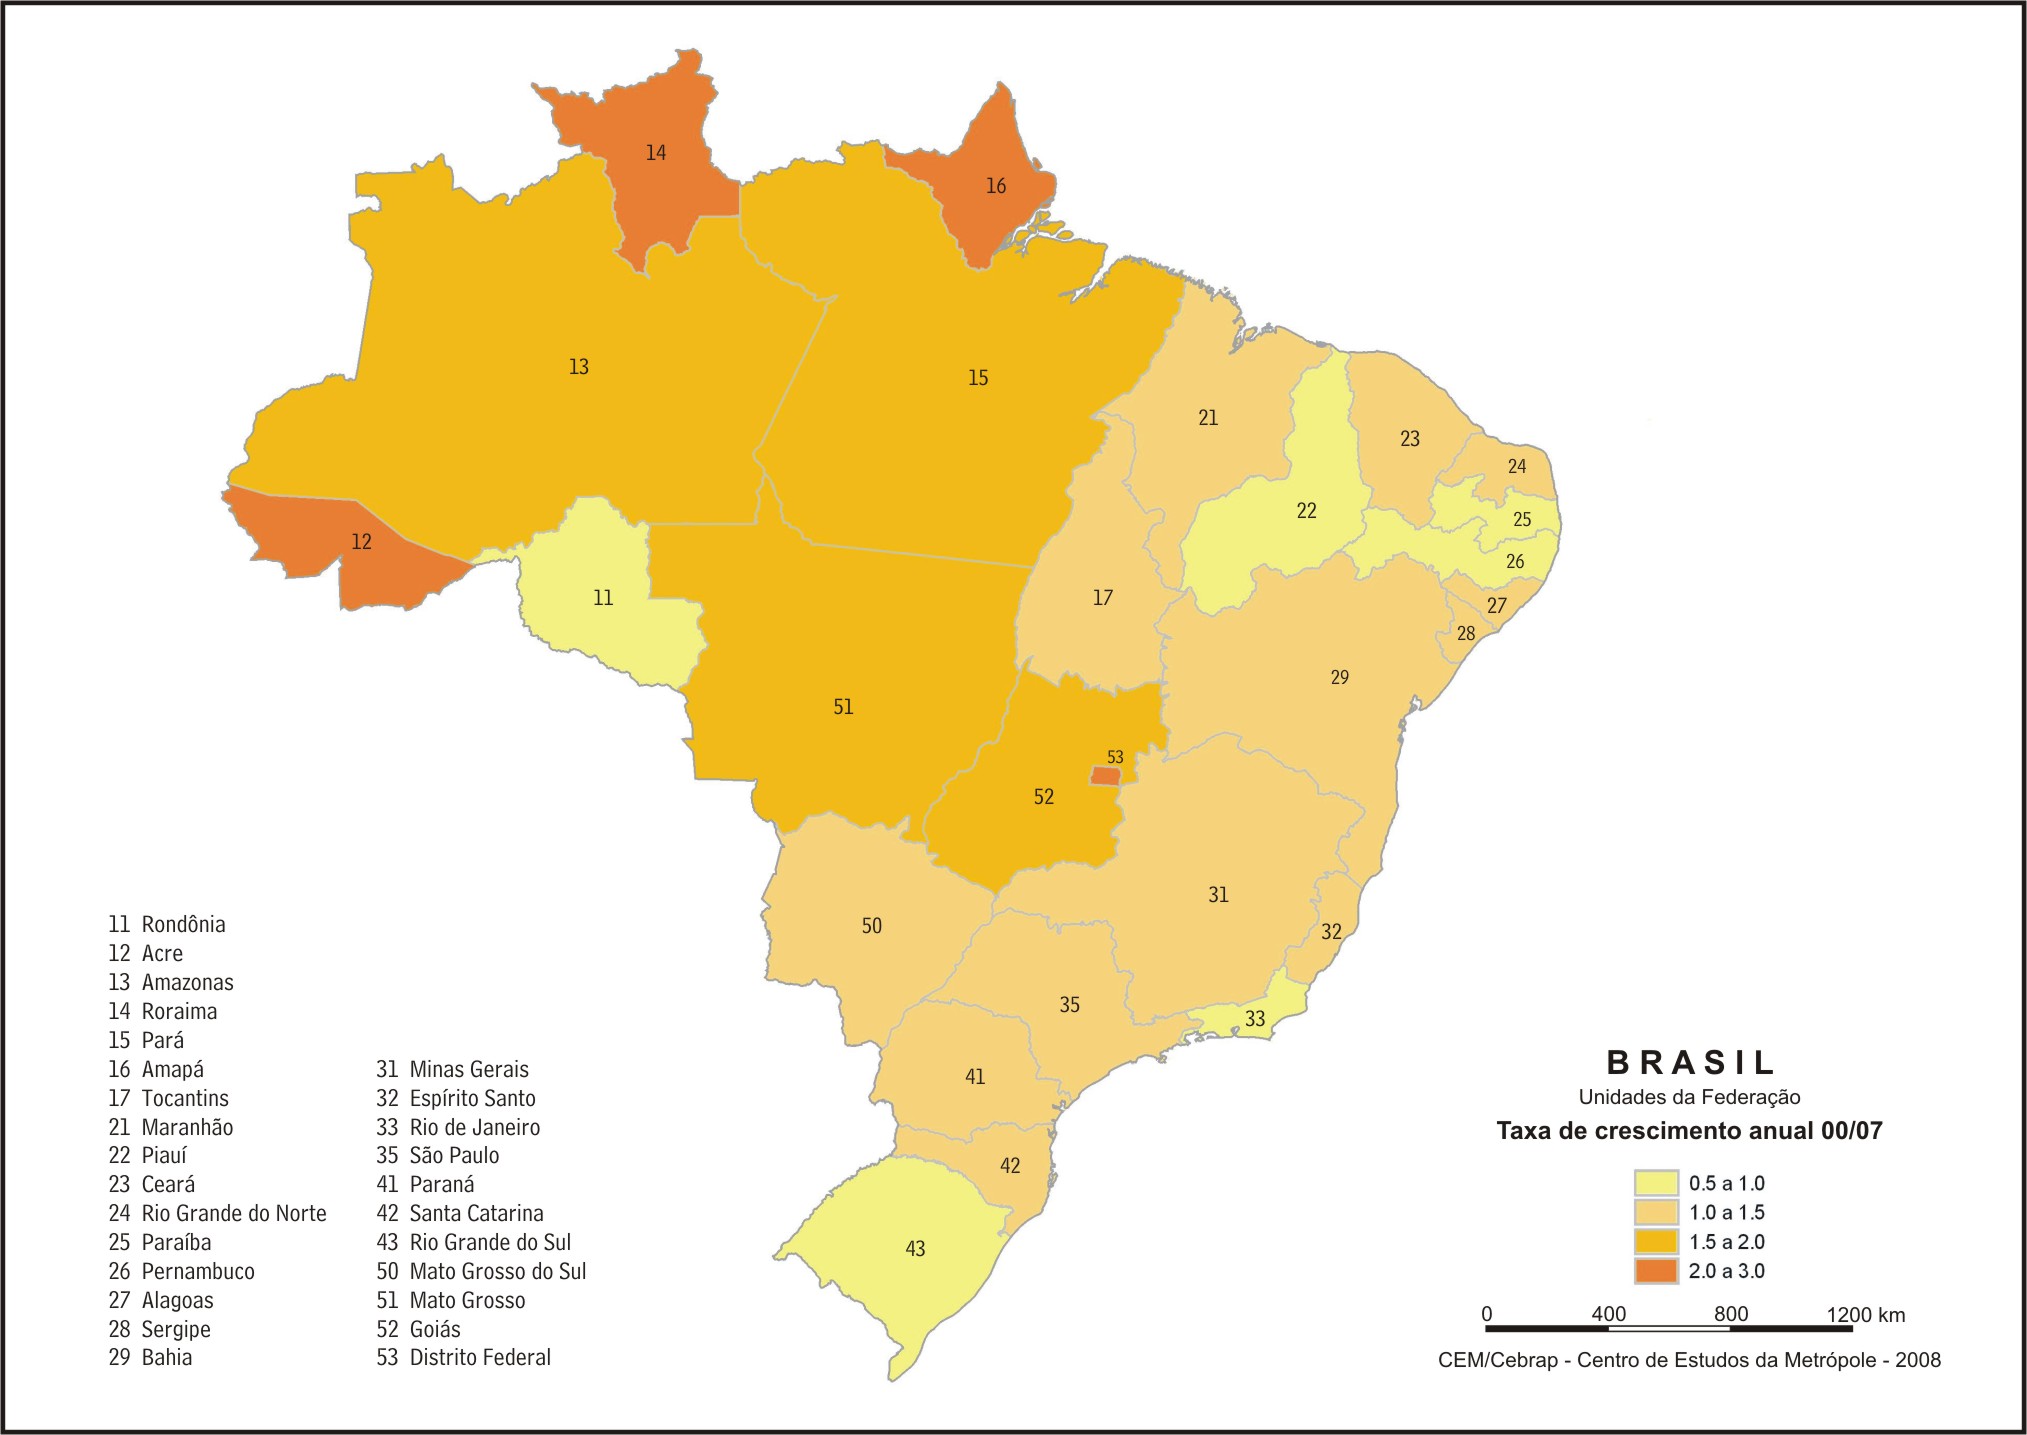 14
16
13
15
21
23
24
22
25
12
26
11
17
27
28
29
51
53
52
31
50
32
35
33
41
42
43
11 Rondônia
12 Acre
13 Amazonas
14 Roraima
15 Pará
16 Amapá
17 Tocantins
21 Maranhão
22 Piauí
23 Ceará
24 Rio Grande do Norte
25 Paraíba
26 Pernambuco
27 Alagoas
28 Sergipe
29 Bahia
31 Minas Gerais
32 Espírito Santo
33 Rio de Janeiro
35 São Paulo
41 Paraná
42 Santa Catarina
43 Rio Grande do Sul
50 Mato Grosso do Sul
51 Mato Grosso
52 Goiás
53 Distrito Federal
BRASIL
Unidades da Federação
Taxa de crescimento anual 00/07
0.5 a 1.0
1.0 a 1.5
1.5 a 2.0
2.0 a 3.0
0 400 800 1200 km
CEM/Cebrap - Centro de Estudos da Metrópole - 2008